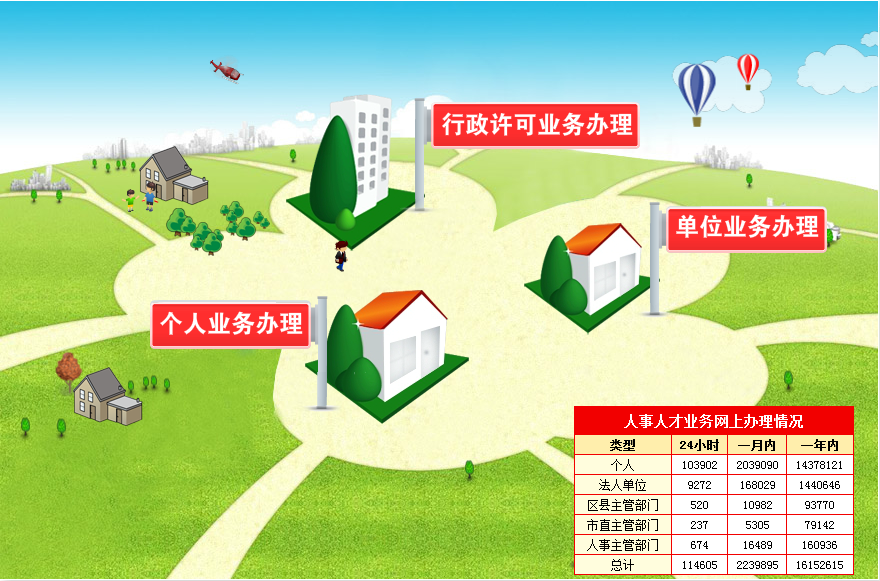 行政许可业务办理
单位业务办理
个人业务办理
人事人才业务网上办理情况
类型 24小时 一月内 一年内
个人 103902 2039090 14378121
法人单位 9272 168029 1440646
区县主管部门 520 10982 93770
市直主管部门 237 5305 79142
人事主管部门 674 16489 160936
总计 114605 2239895 16152615